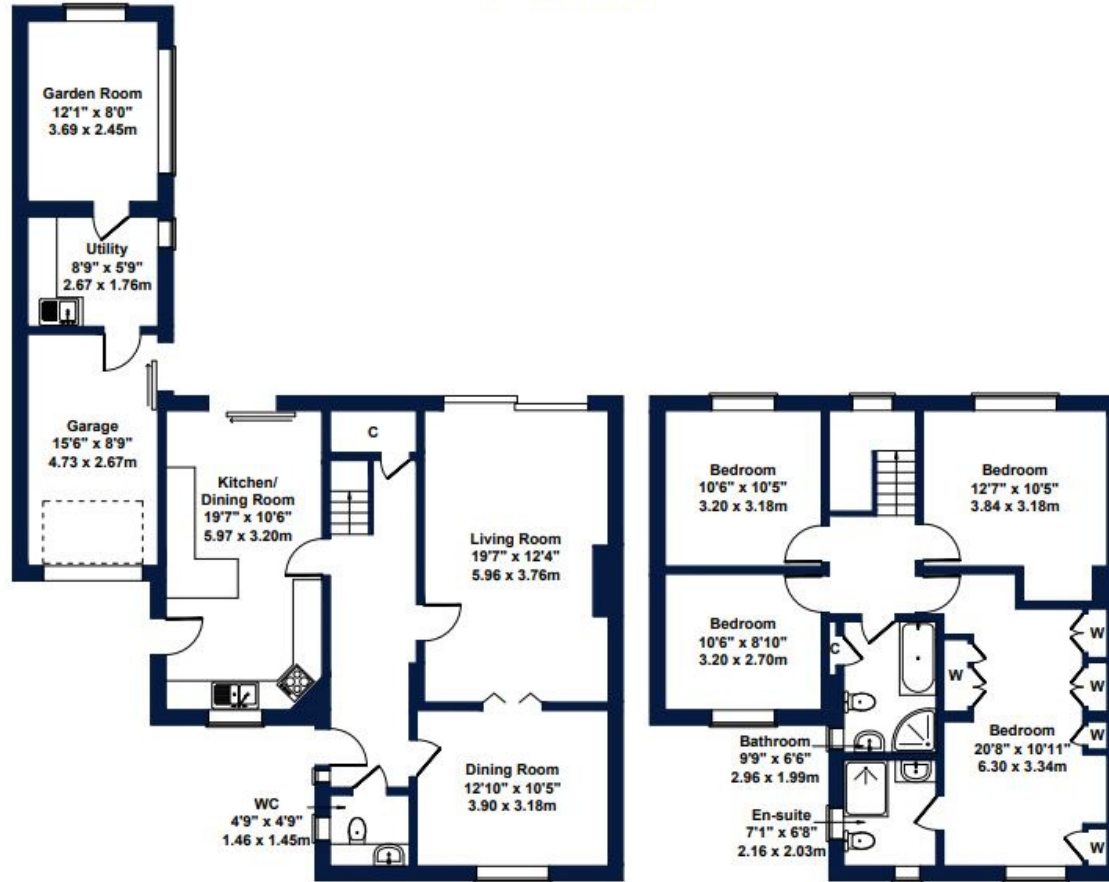 Garden Room
12'1" x 8'0"
3.69 x 2.45m
Utility
8'9" x 5'9"
2.67 x 1.76m
Garage
15'6" x 8'9"
4.73 x 2.67m
Kitchen/
Dining Room
19'7" x 10'6"
5.97 x 3.20m
C
Living Room
19'7" x 12'4"
5.96 x 3.76m
Dining Room
12'10" x 10'5"
3.90 x 3.18m
WC
4'9" x 4'9"
1.46 x 1.45m
Bedroom
10'6" x 10'5"
3.20 x 3.18m
Bedroom
12'7" x 10'5"
3.84 x 3.18m
Bedroom
10'6" x 8'10"
3.20 x 2.70m
C
W
W
W
W
W
Bedroom
20'8" x 10'11"
6.30 x 3.34m
Bathroom
9'9" x 6'6"
2.96 x 1.99m
En-suite
7'1" x 6'8"
2.16 x 2.03m